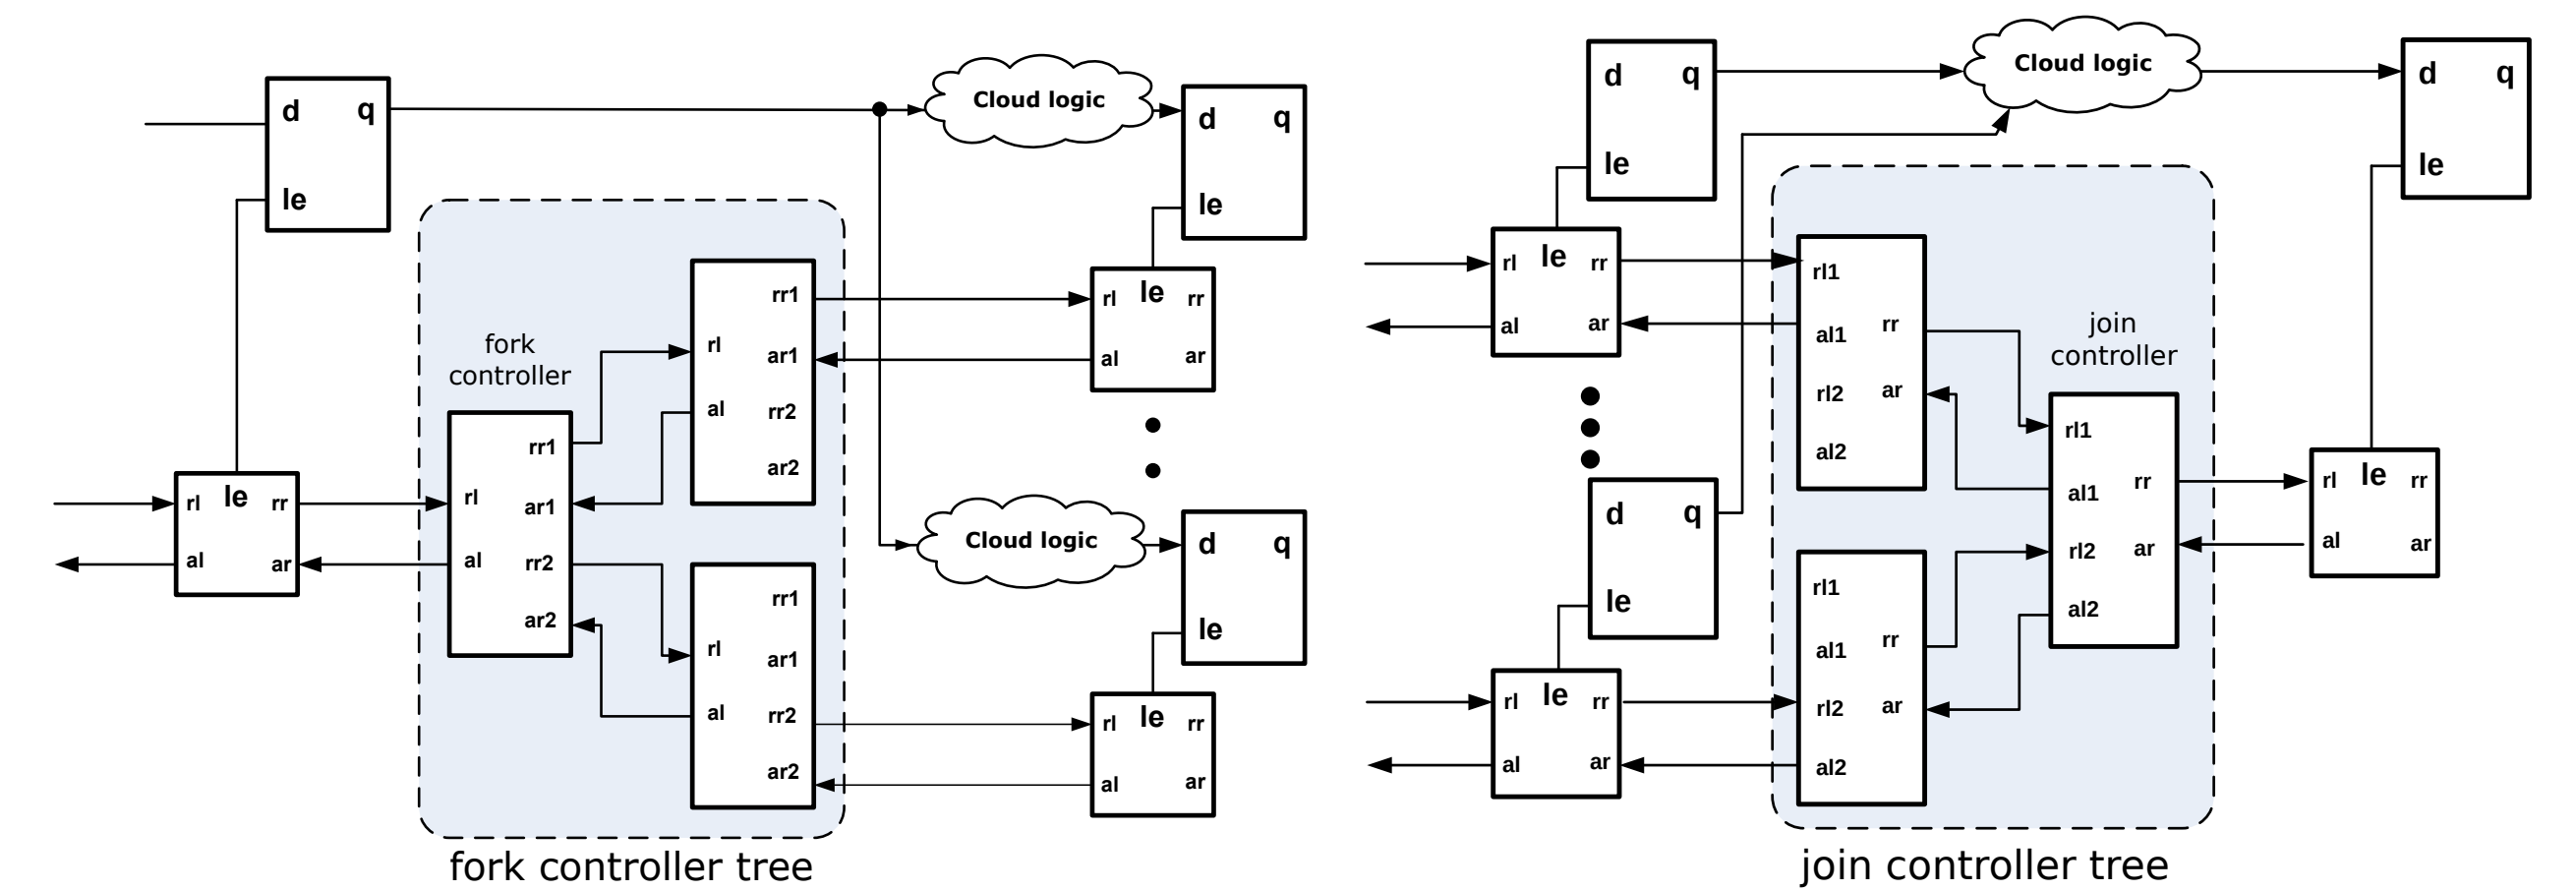 d q
le
Cloud logic
d q
le
fork
controller
rl le rr
al ar
rl
al
rr1
ar1
rr2
ar2
rl
al
rr1
ar1
rr2
ar2
rl
al
rr1
ar1
rr2
ar2
rl le rr
al ar
Cloud logic
d q
le
rl le rr
al ar
fork controller tree
d q
le
Cloud logic
d q
le
rl le rr
al ar
rl1
al1
rl2
al2
rr
ar
join
controller
rl1
al1
rl2
al2
rr
ar
rl le rr
al ar
d q
le
rl le rr
al ar
rl1
al1
rl2
al2
rr
ar
join controller tree